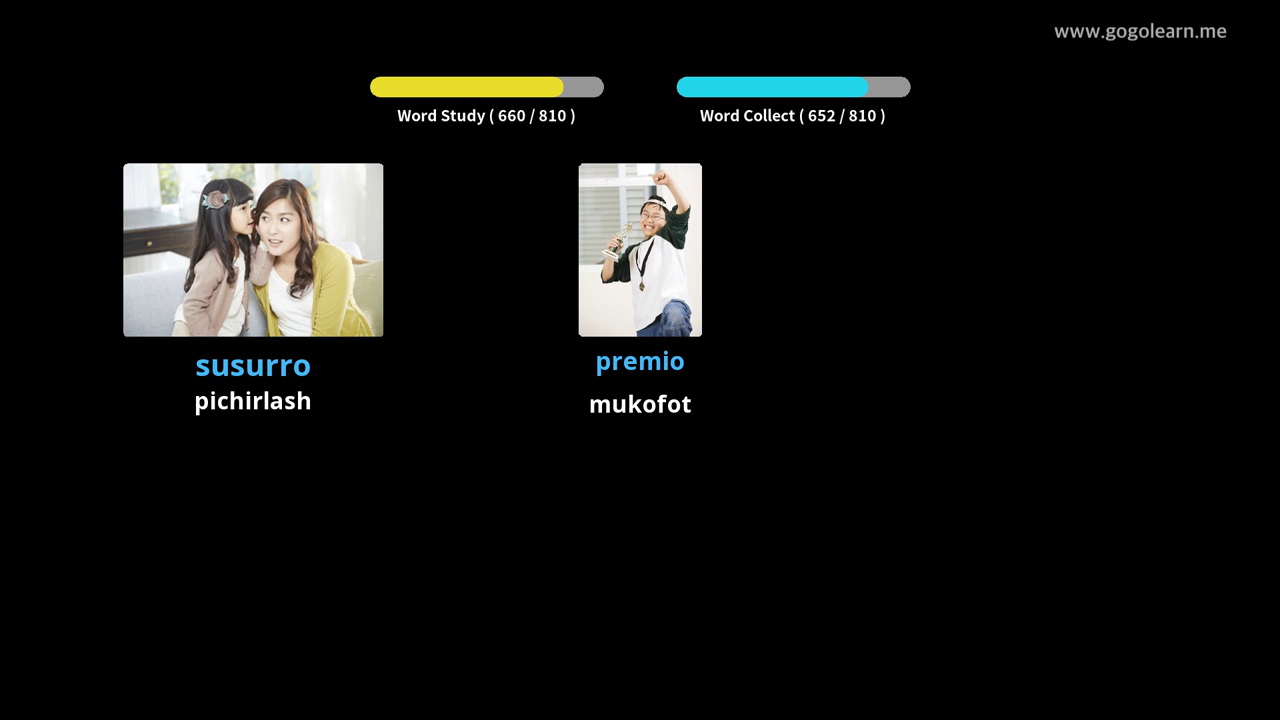 www.gogolearn.me
Word Study ( 660 / 810 )
Word Collect ( 652 / 810 )
susurro
pichirlash
premio
mukofot